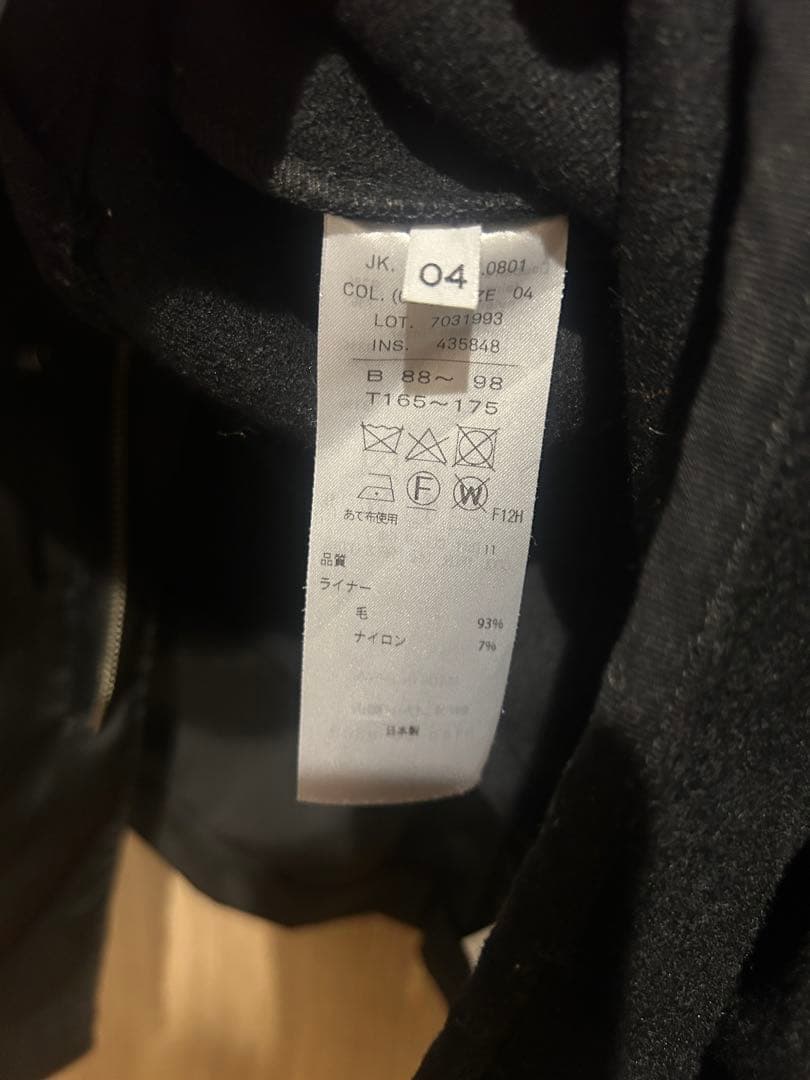 JK. .0801
04
COL. ( ZE 04
LOT. 7031993
INS. 435848
B 88～ 98
T165～175
F W
あて布使用 F12H
11
品質
ライナー
毛 93%
ナイロン 7%
日本製